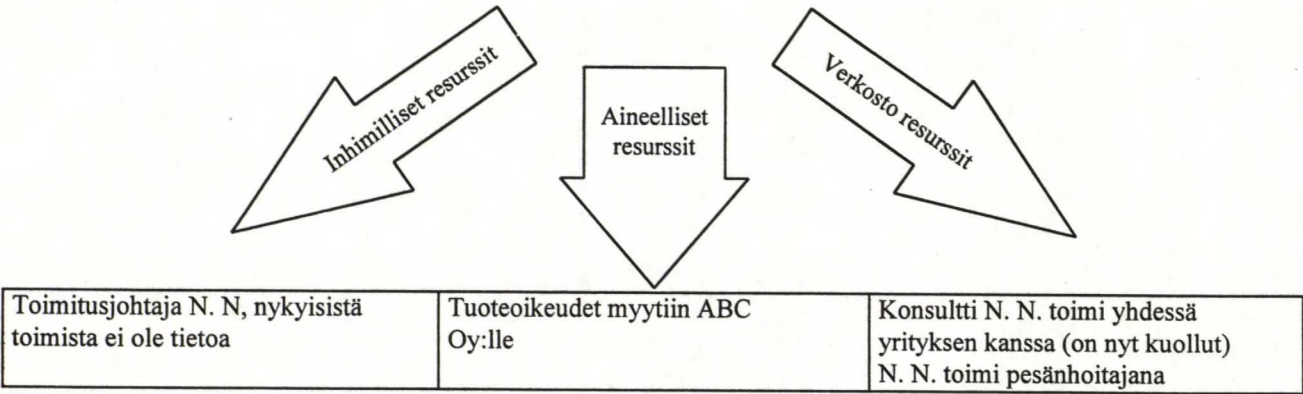 Inhimilliset resurssit
Aineelliset
resurssit
Verkosto resurssit
Toimitusjohtaja N. N, nykyisistä
toimista ei ole tietoa
Tuoteoikeudet myytiin ABC
Oy:lle
Konsultti N. N. toimi yhdessä
yrityksen kanssa (on nyt kuollut)
N. N. toimi pesänhoitajana